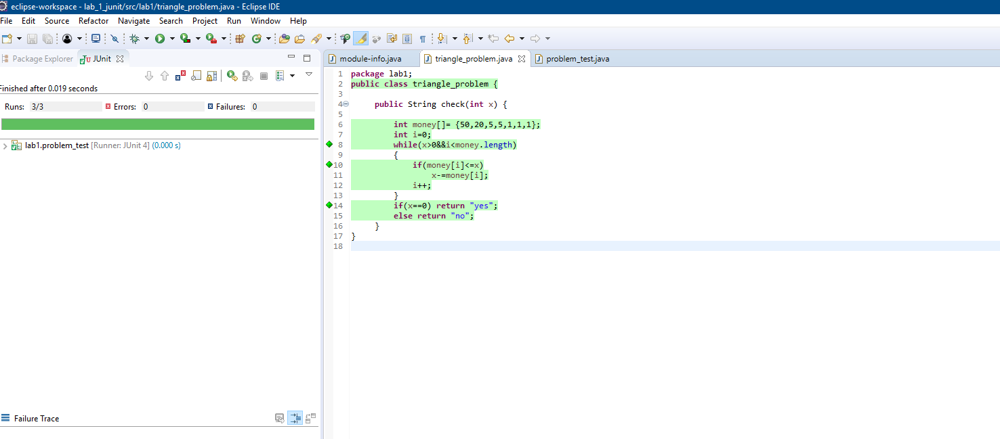 eclipse-workspace - lab_1_junit/src/lab1/triangle_problem.java - Eclipse IDE
File Edit Source Refactor Navigate Search Project Run Window Help
Package Explorer JUnit
Finished after 0.019 seconds
Runs: 3/3 Errors: 0 Failures: 0
lab1.problem_test [Runner: JUnit 4] (0.000 s)
Failure Trace
module-info.java triangle_problem.java problem_test.java
1 package lab1;
2 public class triangle_problem {
3
4 public String check(int x) {
5
6 int money[]= {50,20,5,5,1,1,1};
7 int i=0;
8 while(x>0&&i<money.length)
9 {
10 if(money[i]<=x)
11 x-=money[i];
12 i++;
13 }
14 if(x==0) return "yes";
15 else return "no";
16 }
17 }
18